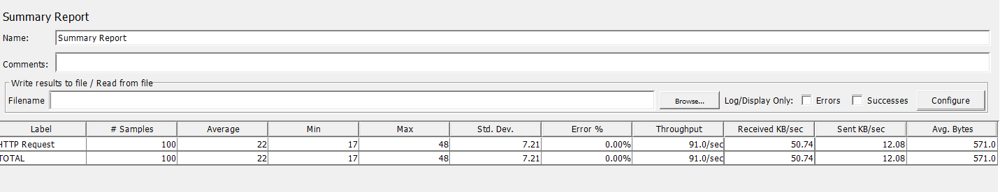 Summary Report
Name: Summary Report
Comments:
Write results to file / Read from file
Filename Browse... Log/Display Only: Errors Successes Configure
Label # Samples Average Min Max Std. Dev. Error % Throughput Received KB/sec Sent KB/sec Avg. Bytes
HTTP Request 100 22 17 48 7.21 0.00% 91.0/sec 50.74 12.08 571.0
TOTAL 100 22 17 48 7.21 0.00% 91.0/sec 50.74 12.08 571.0